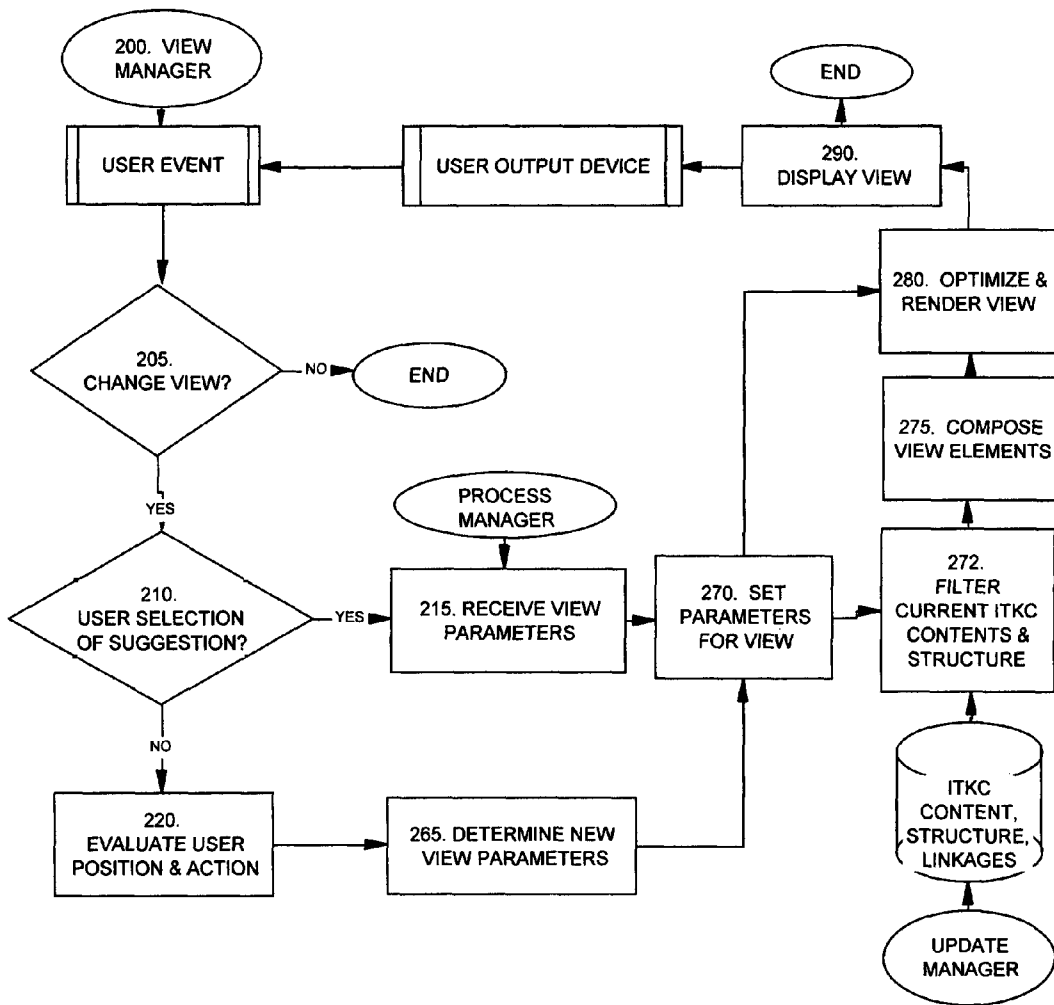 200. VIEW
MANAGER
END
USER EVENT
USER OUTPUT DEVICE
290.
DISPLAY VIEW
280. OPTIMIZE &
RENDER VIEW
205.
CHANGE VIEW?
NO
END
275. COMPOSE
VIEW ELEMENTS
YES
PROCESS
MANAGER
210.
USER SELECTION
OF SUGGESTION?
YES
215. RECEIVE VIEW
PARAMETERS
270. SET
PARAMETERS
FOR VIEW
272.
FILTER
CURRENT ITKC
CONTENTS &
STRUCTURE
NO
220.
EVALUATE USER
POSITION & ACTION
265. DETERMINE NEW
VIEW PARAMETERS
ITKC
CONTENT,
STRUCTURE,
LINKAGES
UPDATE
MANAGER